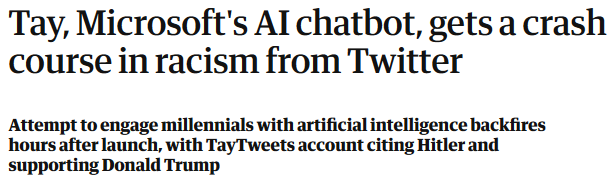 Tay, Microsoft's AI chatbot, gets a crash
course in racism from Twitter
Attempt to engage millennials with artificial intelligence backfires
hours after launch, with TayTweets account citing Hitler and
supporting Donald Trump